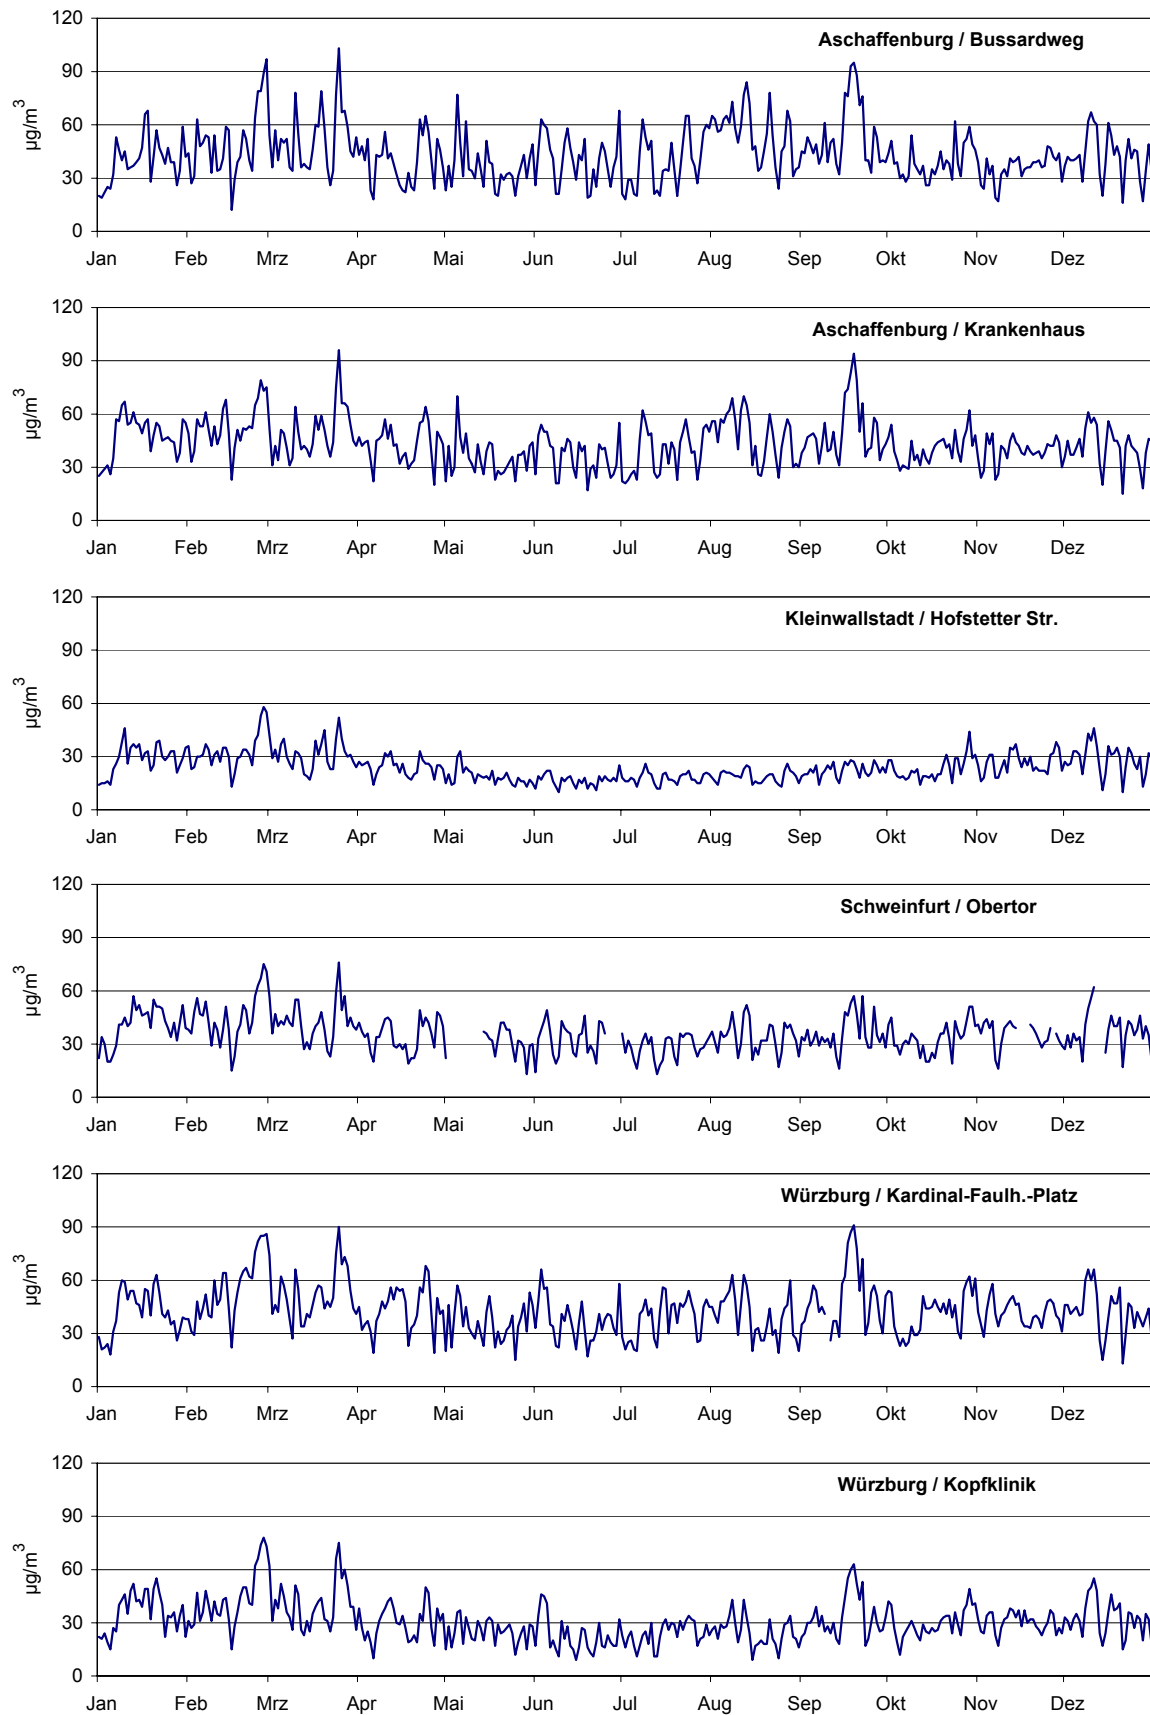 120
Aschaffenburg / Bussardweg
90
µg/m³
60
30
0
Jan Feb Mrz Apr Mai Jun Jul Aug Sep Okt Nov Dez
120
Aschaffenburg / Krankenhaus
90
µg/m³
60
30
0
Jan Feb Mrz Apr Mai Jun Jul Aug Sep Okt Nov Dez
120
Kleinwallstadt / Hofstetter Str.
90
µg/m³
60
30
0
Jan Feb Mrz Apr Mai Jun Jul Aug Sep Okt Nov Dez
120
Schweinfurt / Obertor
90
µg/m³
60
30
0
Jan Feb Mrz Apr Mai Jun Jul Aug Sep Okt Nov Dez
120
Würzburg / Kardinal-Faulh.-Platz
90
µg/m³
60
30
0
Jan Feb Mrz Apr Mai Jun Jul Aug Sep Okt Nov Dez
120
Würzburg / Kopfklinik
90
µg/m³
60
30
0
Jan Feb Mrz Apr Mai Jun Jul Aug Sep Okt Nov Dez